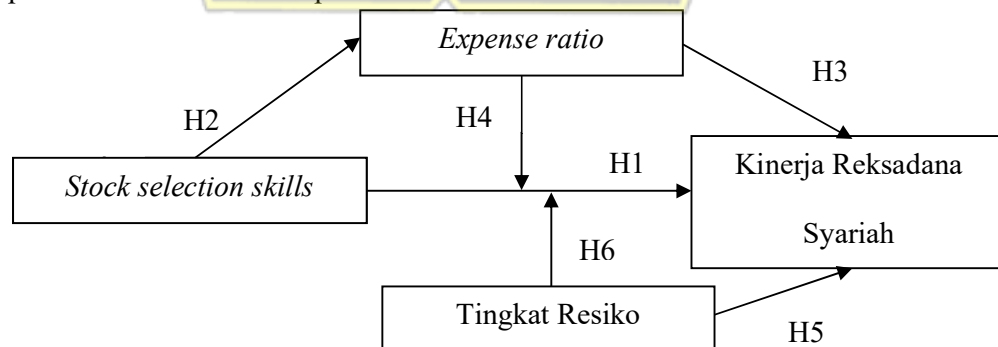 Expense ratio
H3
H2
H4
H1
Stock selection skills
Kinerja Reksadana
Syariah
H6
Tingkat Resiko
H5